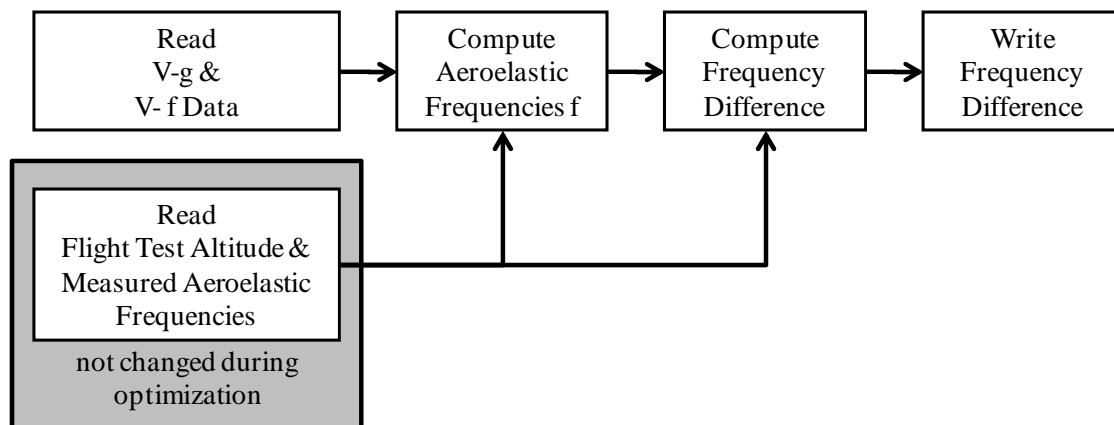 Read
V-g &
V- f Data
Compute
Aeroelastic
Frequencies f
Compute
Frequency
Difference
Write
Frequency
Difference
Read
Flight Test Altitude &
Measured Aeroelastic
Frequencies
not changed during
optimization